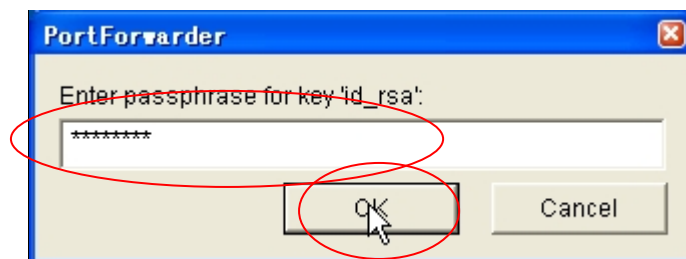 PortForwarder
Enter passphrase for key 'id_rsa':
********
OK
Cancel